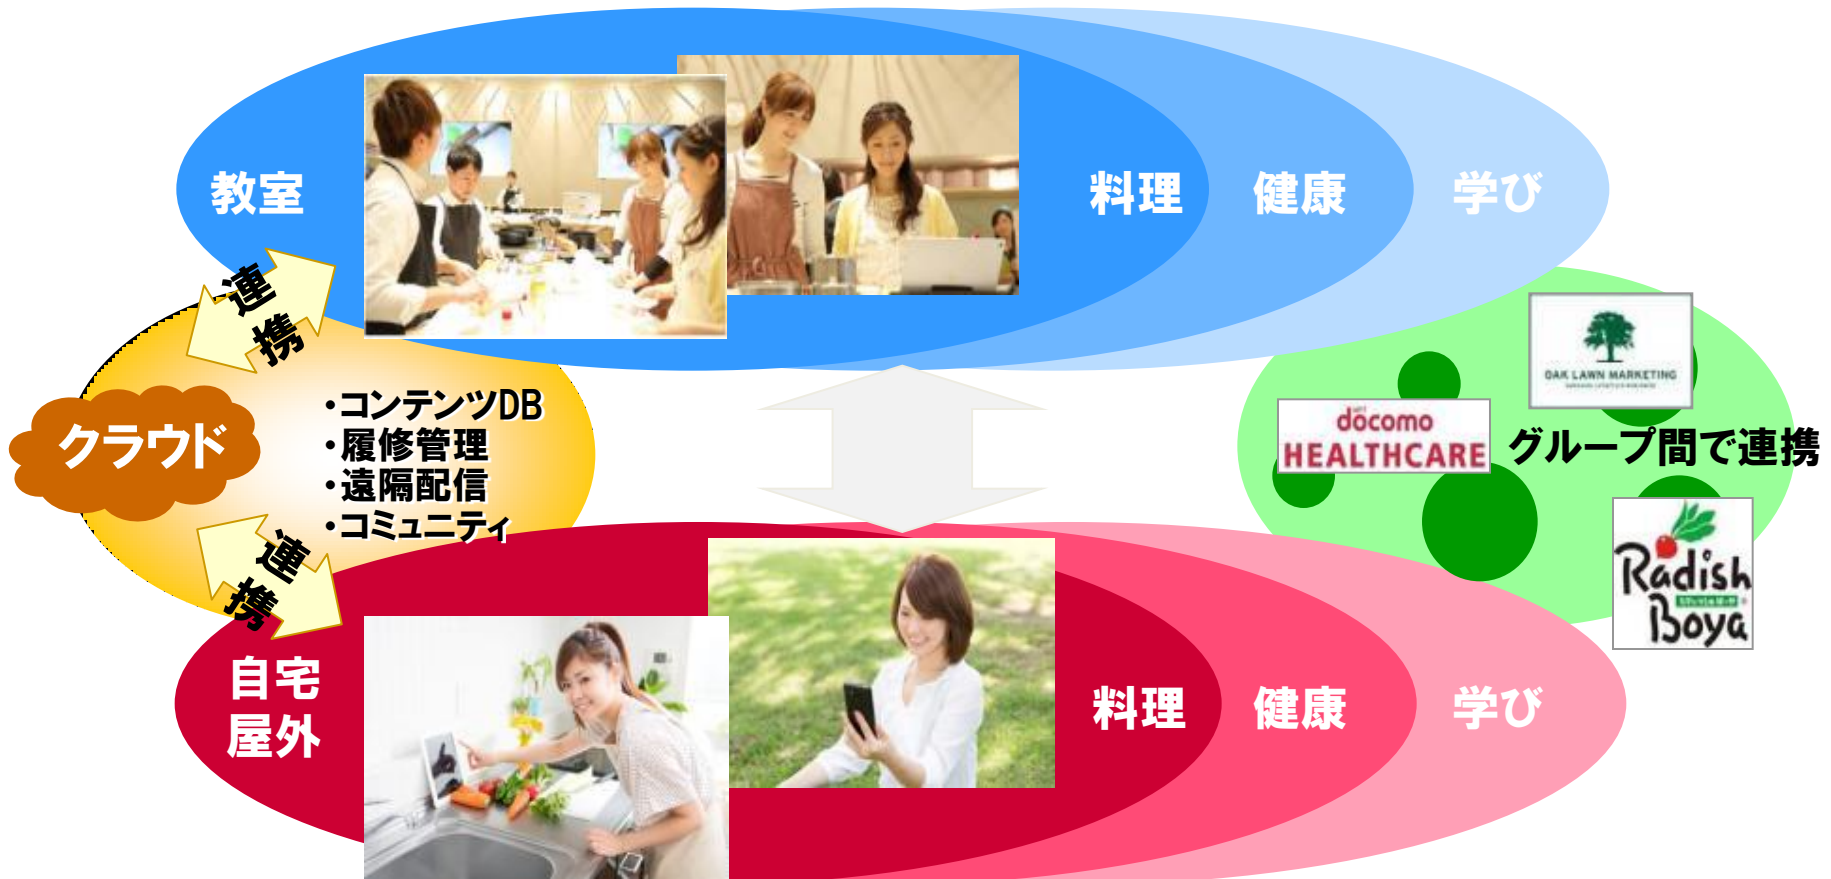 教室
料理
健康
学び
連携
クラウド
・コンテンツDB
・履修管理
・遠隔配信
・コミュニティ
連携
OAK LAWN MARKETING
döcomo
HEALTHCARE
グループ間で連携
Radish
Boya
自宅
屋外
料理
健康
学び